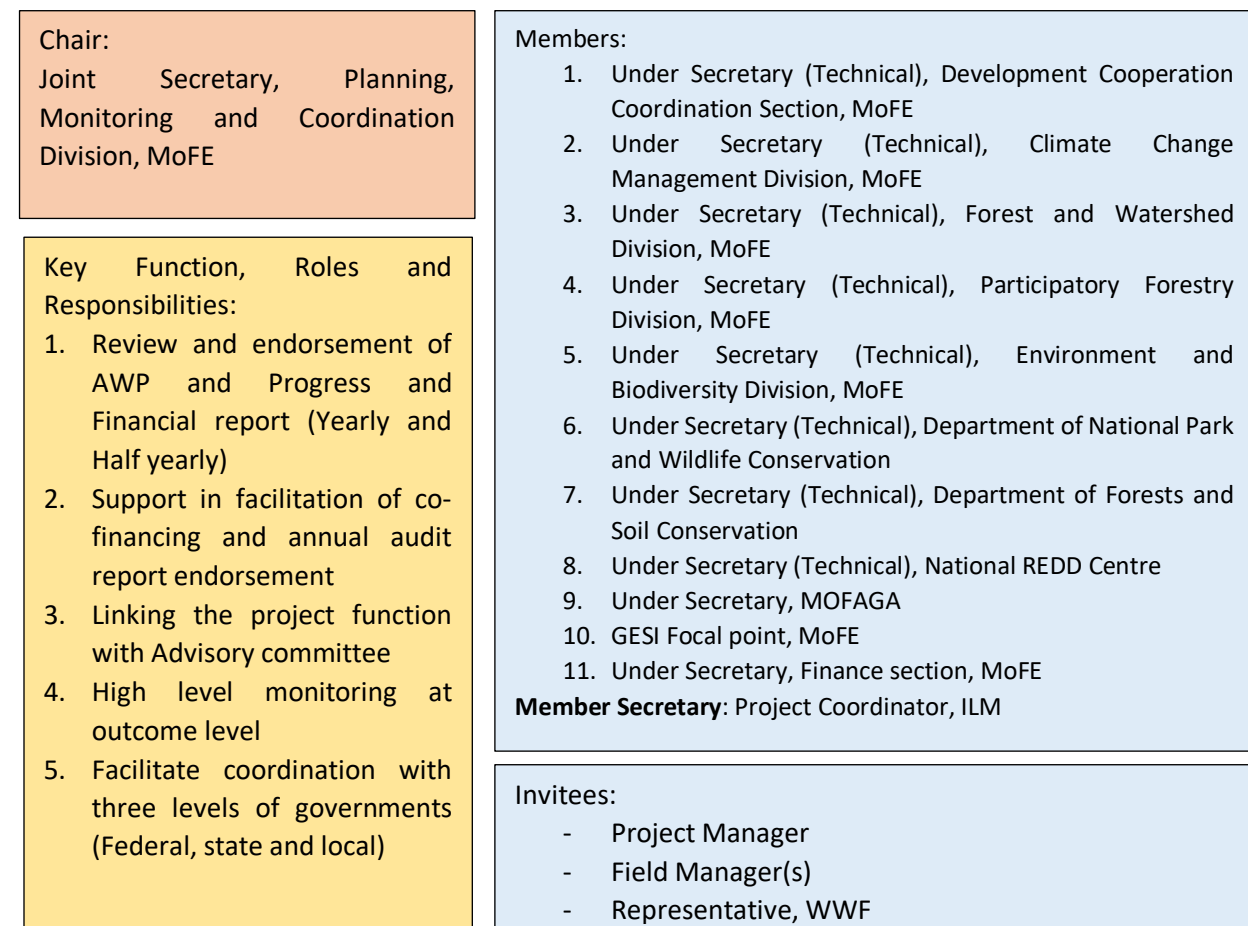 Chair:
Joint Secretary, Planning,
Monitoring and Coordination
Division, MoFE
Key Function, Roles and
Responsibilities:
1. Review and endorsement of
AWP and Progress and
Financial report (Yearly and
Half yearly)
2. Support in facilitation of co-
financing and annual audit
report endorsement
3. Linking the project function
with Advisory committee
4. High level monitoring at
outcome level
5. Facilitate coordination with
three levels of governments
(Federal, state and local)
Members:
1. Under Secretary (Technical), Development Cooperation
Coordination Section, MoFE
2. Under Secretary (Technical), Climate Change
Management Division, MoFE
3. Under Secretary (Technical), Forest and Watershed
Division, MoFE
4. Under Secretary (Technical), Participatory Forestry
Division, MoFE
5. Under Secretary (Technical), Environment and
Biodiversity Division, MoFE
6. Under Secretary (Technical), Department of National Park
and Wildlife Conservation
7. Under Secretary (Technical), Department of Forests and
Soil Conservation
8. Under Secretary (Technical), National REDD Centre
9. Under Secretary, MOFAGA
10. GESI Focal point, MoFE
11. Under Secretary, Finance section, MoFE
Member Secretary: Project Coordinator, ILM
Invitees:
- Project Manager
- Field Manager(s)
- Representative, WWF